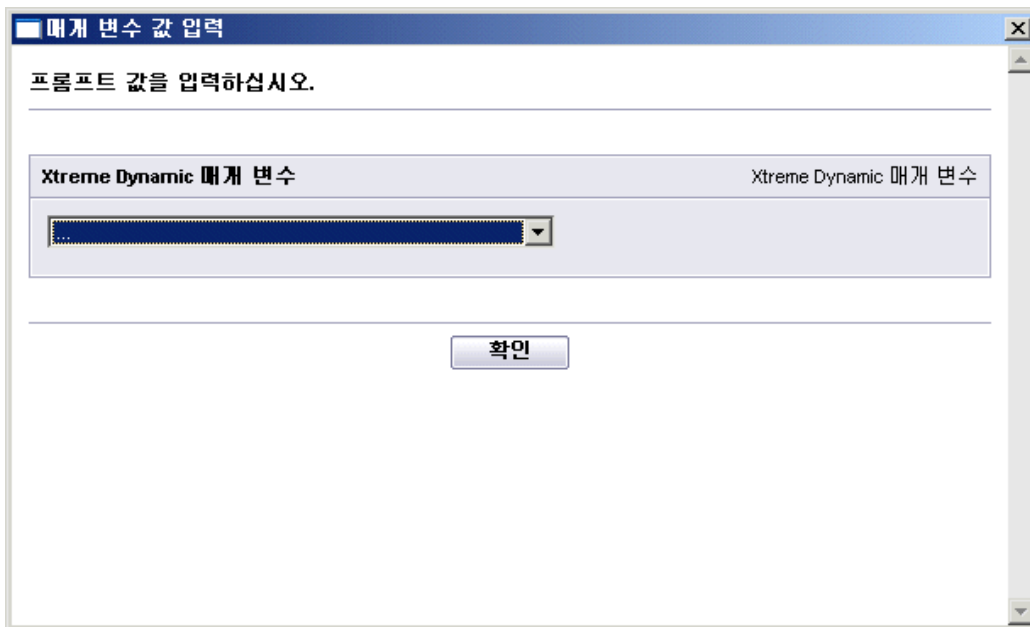 매개 변수 값 입력
프롬프트 값을 입력하십시오.
Xtreme Dynamic 매개 변수 Xtreme Dynamic 매개 변수
...
확인